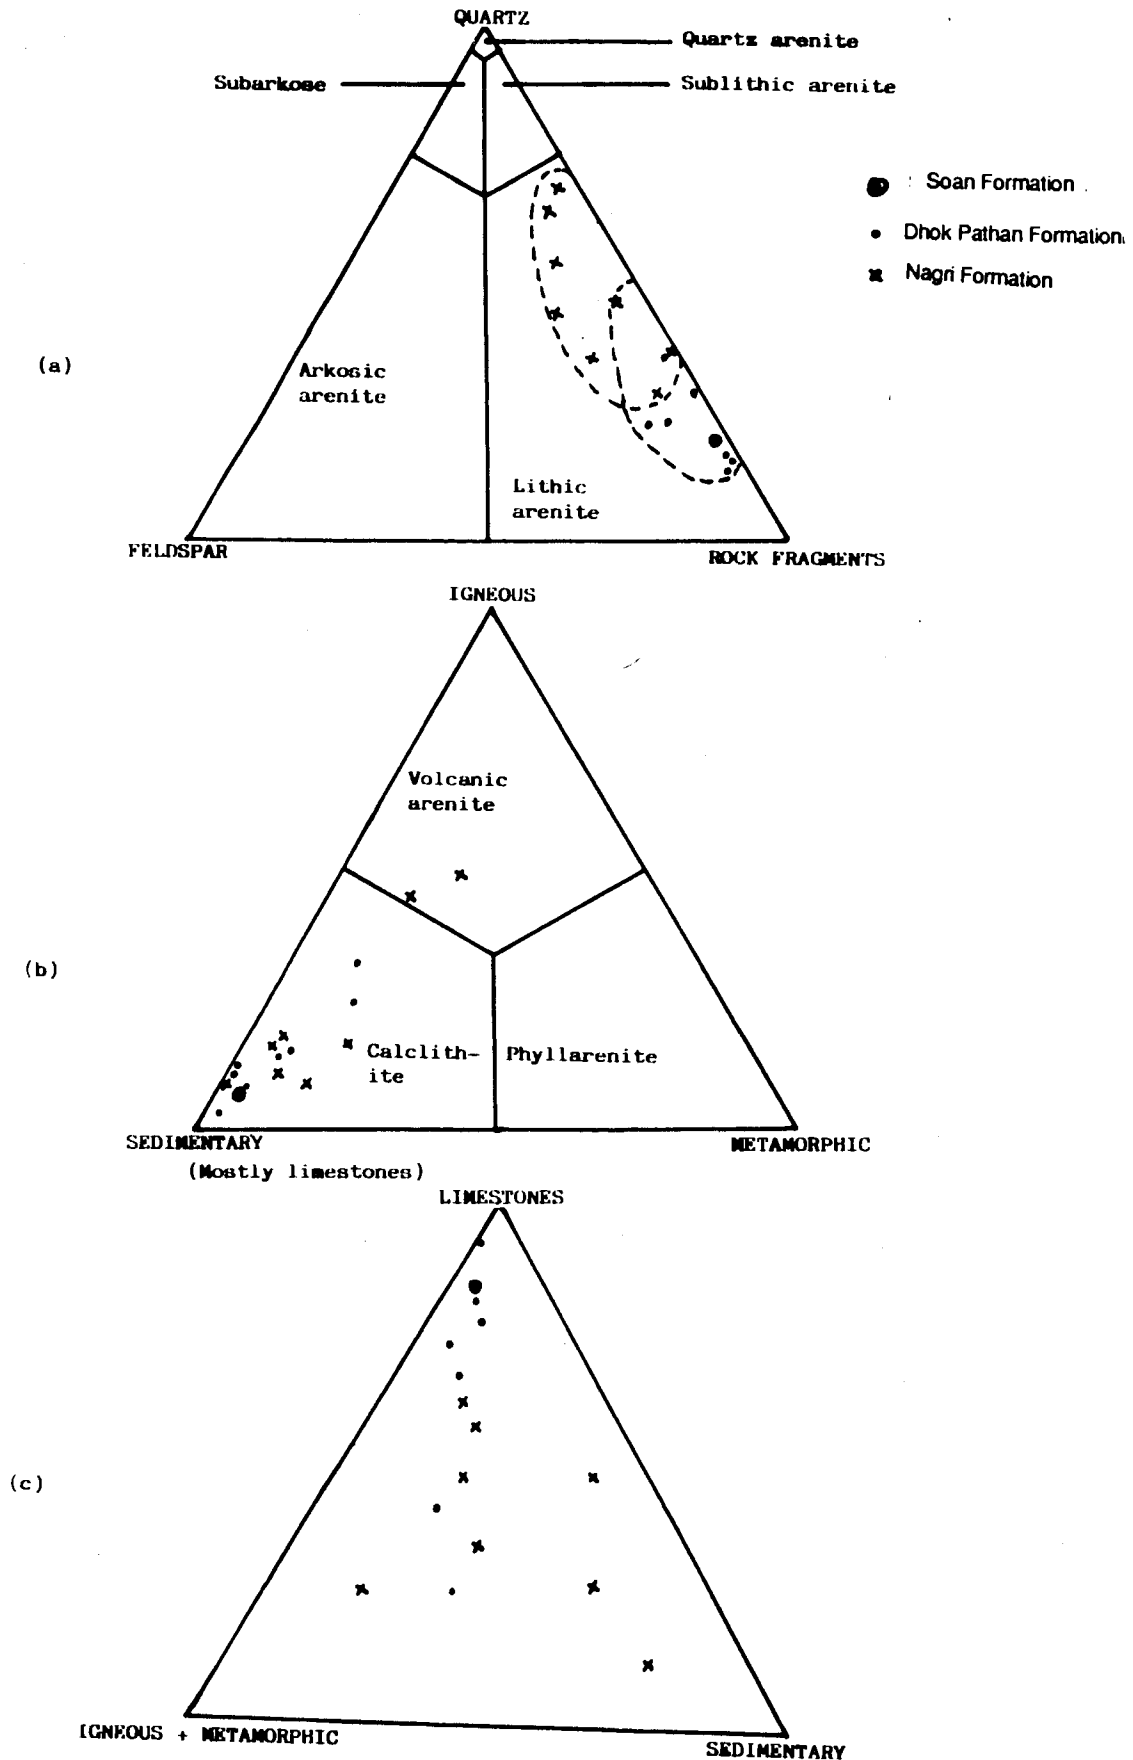 QUARTZ
Quartz arenite
Subarkose
Sublithic arenite
: Soan Formation
Dhok Pathan Formation
Nagri Formation
(a)
Arkosic
arenite
Lithic
arenite
FELDSPAR
ROCK FRAGMENTS
IGNEOUS
Volcanic
arenite
(b)
Calclith-
ite
Phyllarenite
SEDIMENTARY
METAMORPHIC
(Mostly limestones)
LIMESTONES
(c)
IGNEOUS + METAMORPHIC
SEDIMENTARY